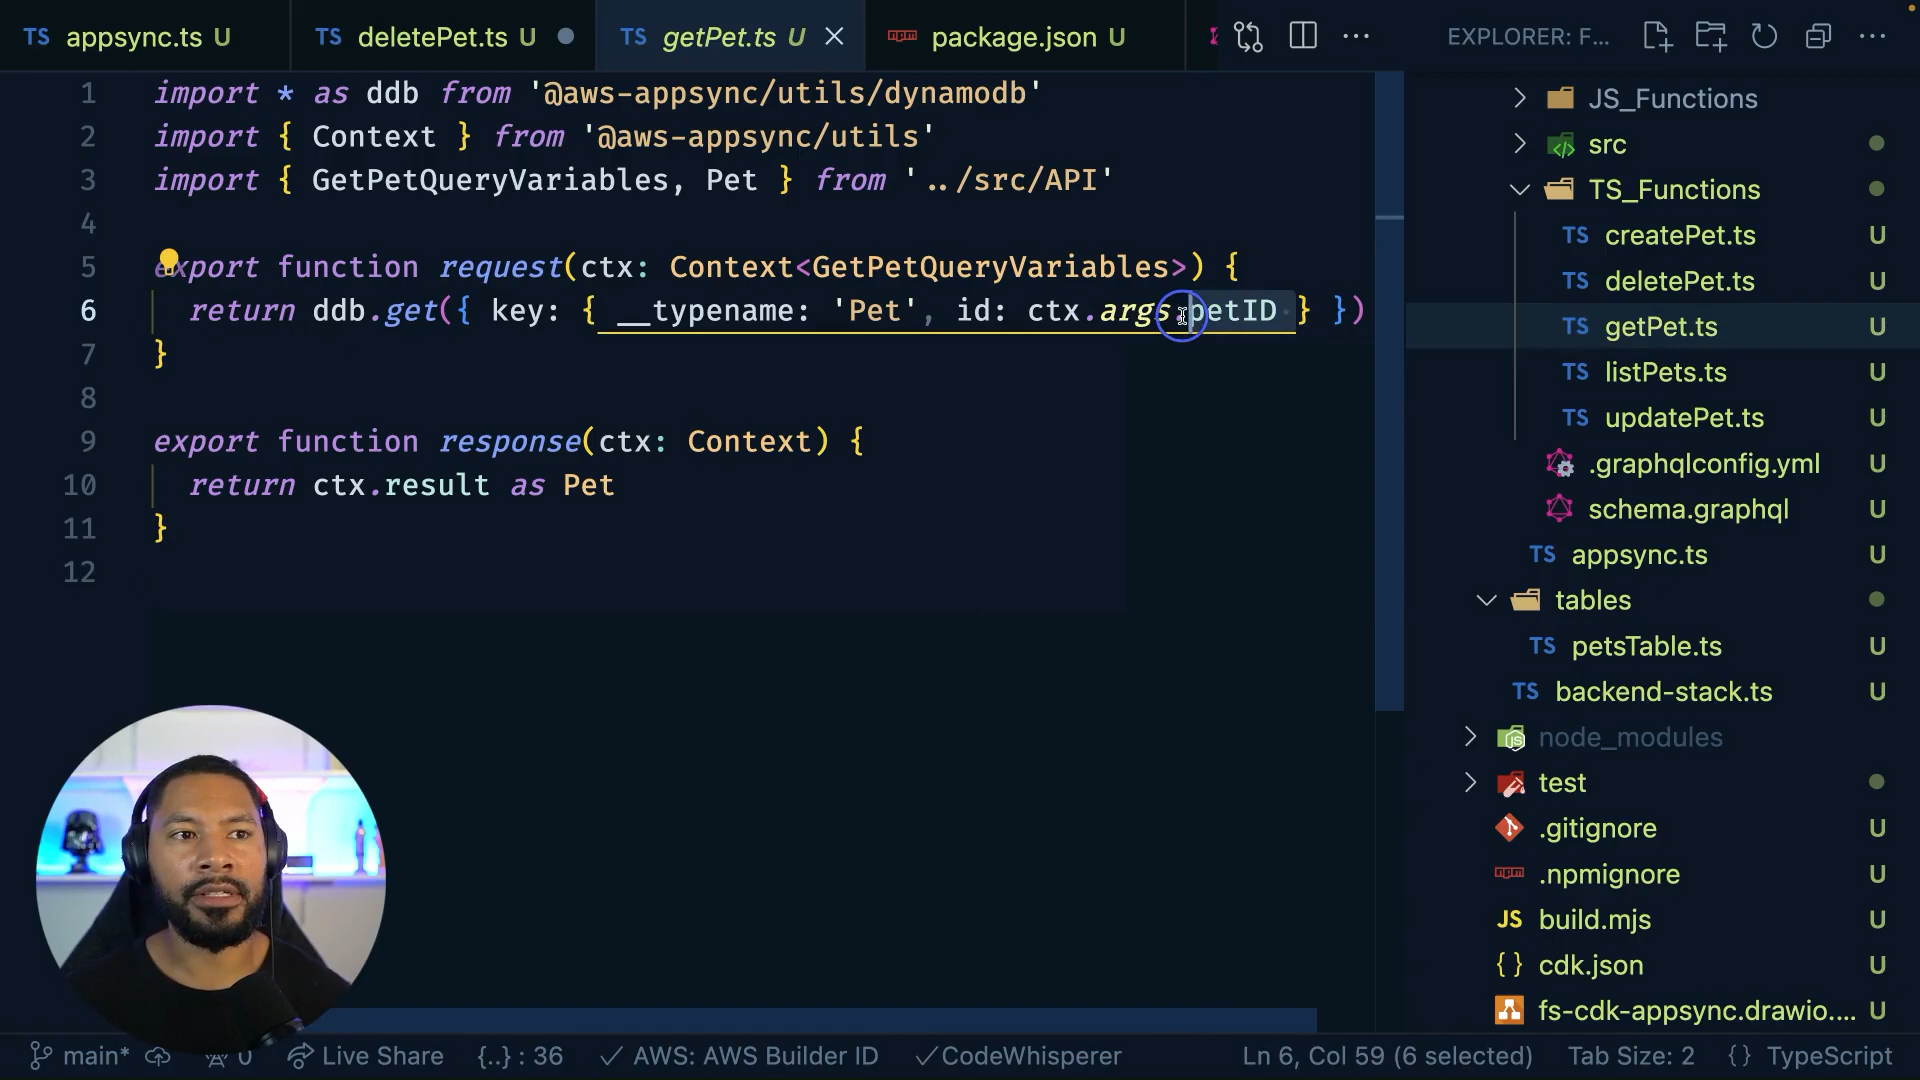 TS appsync.ts U
TS deletePet.ts U
TS getPet.ts U
package.json U
EXPLORER: F...
1 import * as ddb from '@aws-appsync/utils/dynamodb'
2 import { Context } from '@aws-appsync/utils'
3 import { GetPetQueryVariables, Pet } from '../src/API'
4
5 export function request(ctx: Context<GetPetQueryVariables>) {
6 return ddb.get({ key: { __typename: 'Pet', id: ctx.args.petID } })
7 }
8
9 export function response(ctx: Context) {
10 return ctx.result as Pet
11 }
12
JS_Functions
src
TS_Functions
TS createPet.ts U
TS deletePet.ts U
TS getPet.ts U
TS listPets.ts U
TS updatePet.ts U
.graphqlconfig.yml U
schema.graphql U
TS appsync.ts U
tables
TS petsTable.ts U
TS backend-stack.ts U
node_modules
test
.gitignore U
.npmignore U
JS build.mjs U
{} cdk.json U
fs-cdk-appsync.drawio.... U
main* 0 Live Share {..} : 36 AWS: AWS Builder ID CodeWhisperer Ln 6, Col 59 (6 selected) Tab Size: 2 {} TypeScript